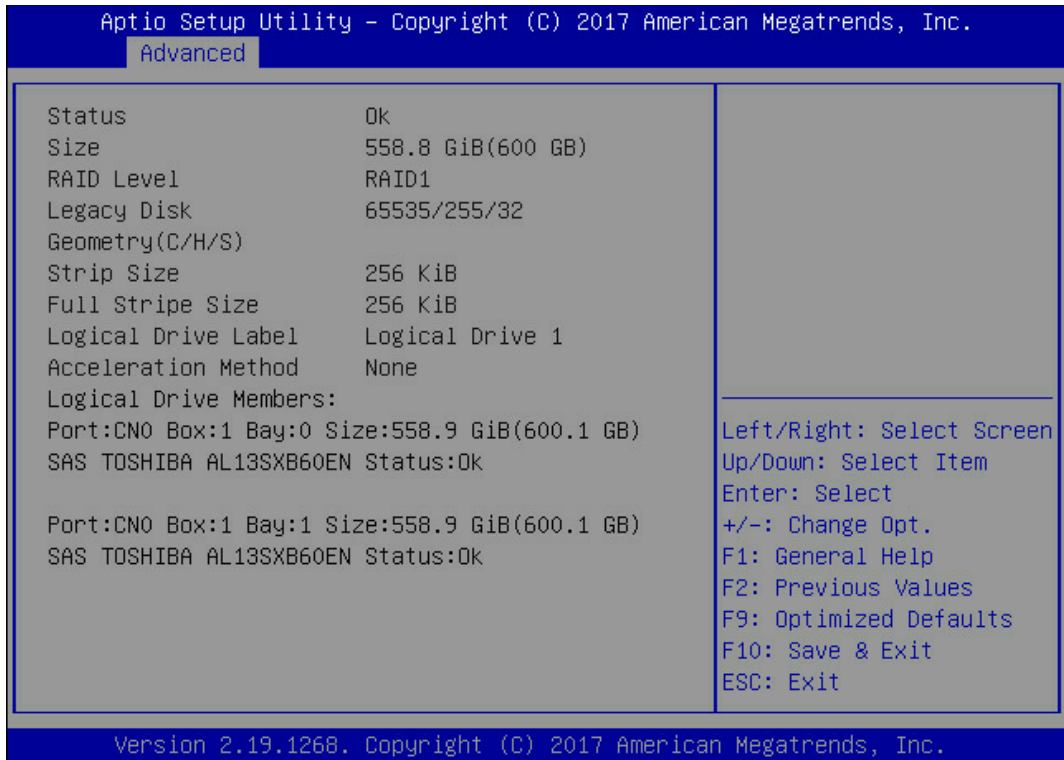 Aptio Setup Utility – Copyright (C) 2017 American Megatrends, Inc.
Advanced
Status Ok
Size 558.8 GiB(600 GB)
RAID Level RAID1
Legacy Disk 65535/255/32
Geometry(C/H/S)
Strip Size 256 KiB
Full Stripe Size 256 KiB
Logical Drive Label Logical Drive 1
Acceleration Method None
Logical Drive Members:
Port:CN0 Box:1 Bay:0 Size:558.9 GiB(600.1 GB)
SAS TOSHIBA AL13SXB60EN Status:Ok
Port:CN0 Box:1 Bay:1 Size:558.9 GiB(600.1 GB)
SAS TOSHIBA AL13SXB60EN Status:Ok
Left/Right: Select Screen
Up/Down: Select Item
Enter: Select
+/-: Change Opt.
F1: General Help
F2: Previous Values
F9: Optimized Defaults
F10: Save & Exit
ESC: Exit
Version 2.19.1268. Copyright (C) 2017 American Megatrends, Inc.